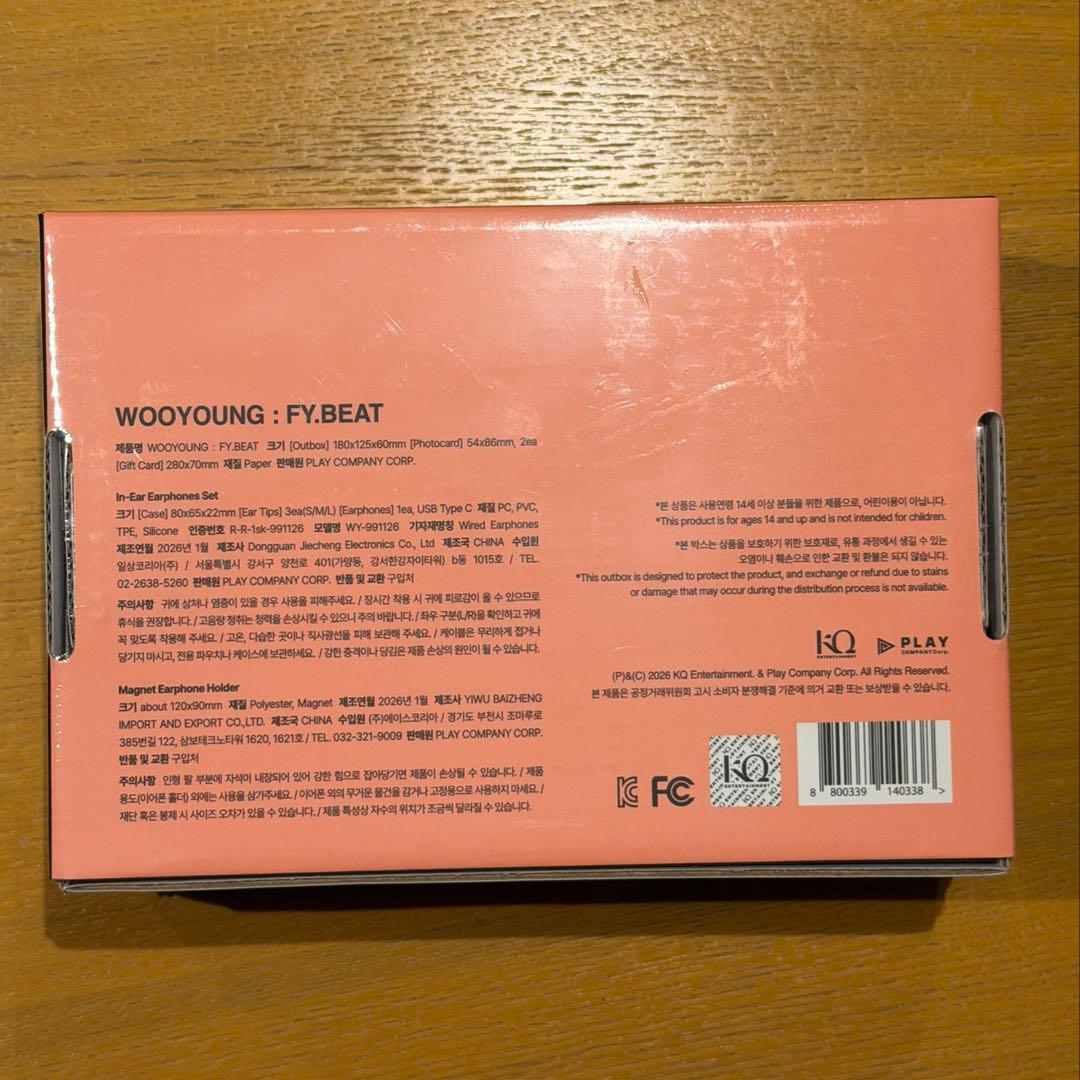 WOOYOUNG : FY.BEAT
제품명 WOOYOUNG : FY.BEAT 크기 [Outbox] 180x125x60mm [Photocard] 54x86mm, 2ea
[Gift Card] 280x70mm 재질 Paper 판매원 PLAY COMPANY CORP.
In-Ear Earphones Set
크기 [Case] 80x65x22mm [Ear Tips] 3ea(S/M/L) [Earphones] 1ea, USB Type C 재질 PC, PVC,
TPE, Silicone 인증번호 R-R-1sk-991126 모델명 WY-991126 기자재명칭 Wired Earphones
제조연월 2026년 1월 제조사 Dongguan Jiecheng Electronics Co., Ltd 제조국 CHINA 수입원
일상코리아(주) / 서울특별시 강서구 양천로 401(가양동, 강서한강자이타워) b동 1015호 / TEL.
02-2638-5260 판매원 PLAY COMPANY CORP. 반품 및 교환 구입처
주의사항 귀에 상처나 염증이 있을 경우 사용을 피해주세요. / 장시간 착용 시 귀에 피로감이 올 수 있으므로
휴식을 권장합니다. / 고음량 청취는 청력을 손상시킬 수 있으니 주의 바랍니다. / 좌우 구분(L/R)을 확인하고 귀에
꼭 맞도록 착용해 주세요. / 고온, 다습한 곳이나 직사광선을 피해 보관해 주세요. / 케이블은 무리하게 접거나
당기지 마시고, 전용 파우치나 케이스에 보관하세요. / 강한 충격이나 당김은 제품 손상의 원인이 될 수 있습니다.
Magnet Earphone Holder
크기 about 120x90mm 재질 Polyester, Magnet 제조연월 2026년 1월 제조사 YIWU BAIZHENG
IMPORT AND EXPORT CO.,LTD. 제조국 CHINA 수입원 (주)에이스코리아 / 경기도 부천시 조마루로
385번길 122, 삼보테크노타워 1620, 1621호 / TEL. 032-321-9009 판매원 PLAY COMPANY CORP.
반품 및 교환 구입처
주의사항 인형 팔 부분에 자석이 내장되어 있어 강한 힘으로 잡아당기면 제품이 손상될 수 있습니다. / 제품
용도(이어폰 홀더) 외에는 사용을 삼가주세요. / 이어폰 외의 무거운 물건을 감거나 고정용으로 사용하지 마세요. /
재단 혹은 봉제 시 사이즈 오차가 있을 수 있습니다. / 제품 특성상 자수의 위치가 조금씩 달라질 수 있습니다.
*본 상품은 사용연령 14세 이상 분들을 위한 제품으로, 어린이용이 아닙니다.
*This product is for ages 14 and up and is not intended for children.
*본 박스는 상품을 보호하기 위한 보호재로, 유통 과정에서 생길 수 있는
오염이나 훼손으로 인한 교환 및 환불은 되지 않습니다.
*This outbox is designed to protect the product, and exchange or refund due to stains
or damage that may occur during the distribution process is not available.
KQ ENTERTAINMENT PLAY COMPANY Corp.
(P)&(C) 2026 KQ Entertainment. & Play Company Corp. All Rights Reserved.
본 제품은 공정거래위원회 고시 소비자 분쟁해결 기준에 의거 교환 또는 보상받을 수 있습니다.
KC FC KQ ENTERTAINMENT
8 800339 140338 >